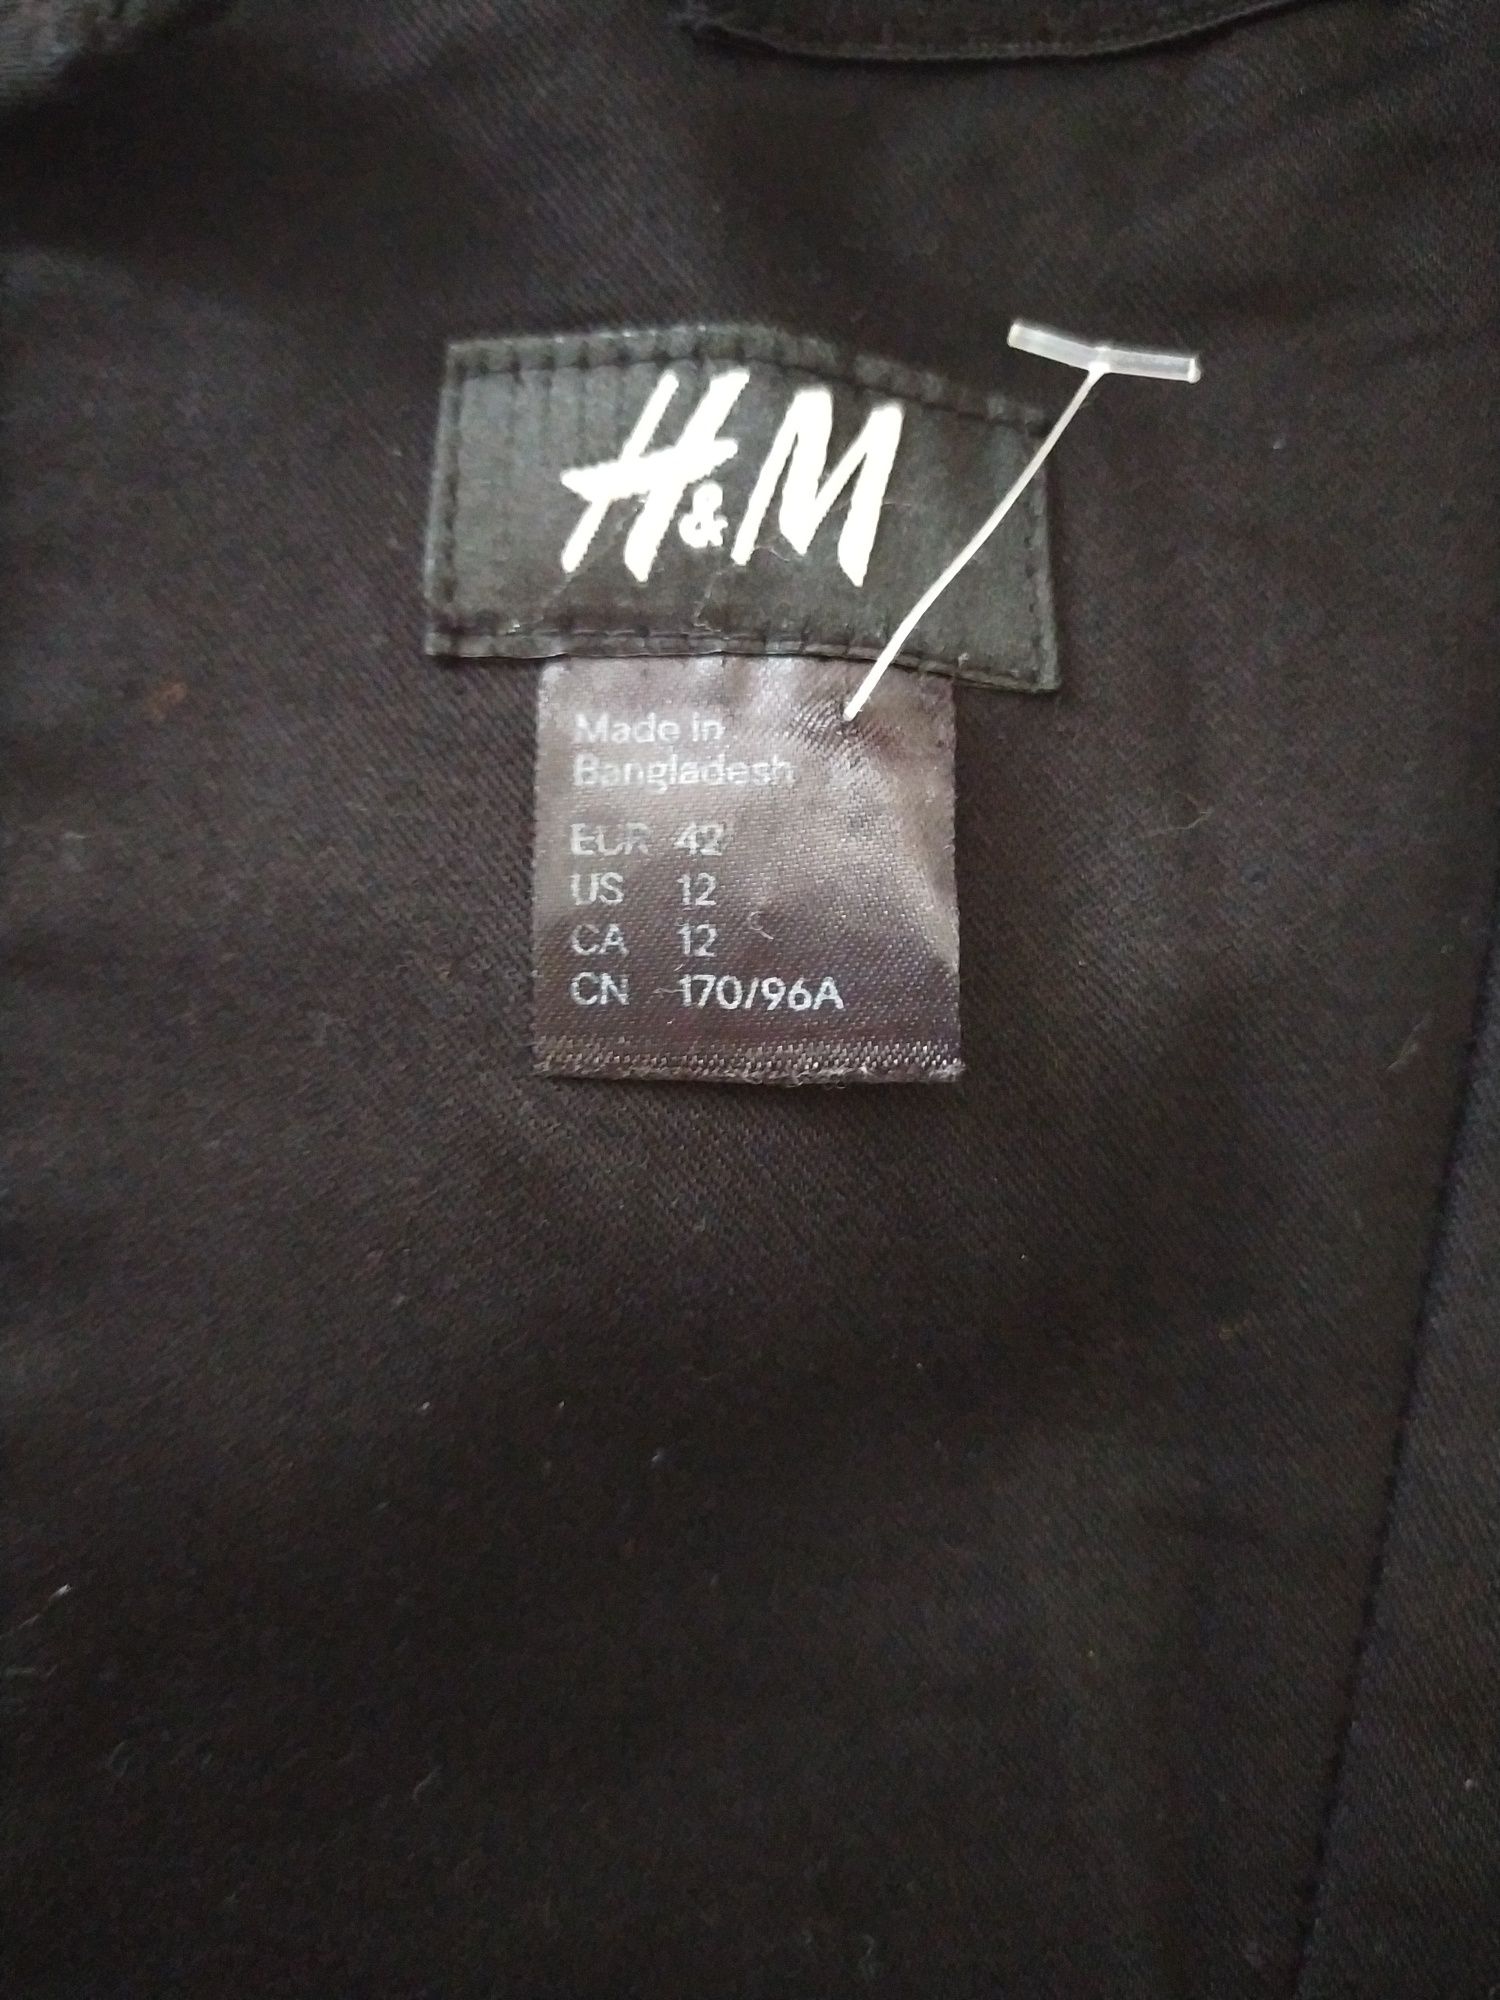 H&M
Made in
Bangladesh
EUR 42
US 12
CA 12
CN 170/96A